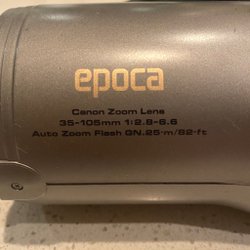 epoca
Canon Zoom Lens
35-105mm 1:2.8-6.6
Auto Zoom Flash GN.25·m/82·ft